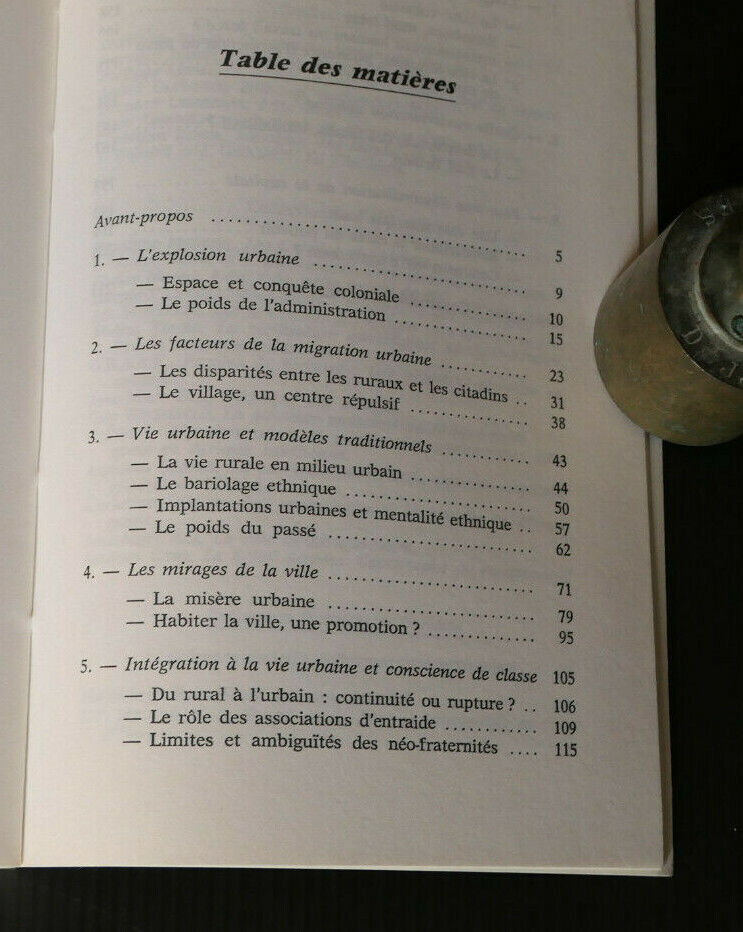 Table des matières
Avant-propos ........................................ 5
1. — L'explosion urbaine ........................... 9
— Espace et conquête coloniale ............... 10
— Le poids de l'administration ................. 15
2. — Les facteurs de la migration urbaine ........... 23
— Les disparités entre les ruraux et les citadins .. 31
— Le village, un centre répulsif ............... 38
3. — Vie urbaine et modèles traditionnels ........... 43
— La vie rurale en milieu urbain ............... 44
— Le bariolage ethnique ....................... 50
— Implantations urbaines et mentalité ethnique .. 57
— Le poids du passé ......................... 62
4. — Les mirages de la ville ......................... 71
— La misère urbaine ......................... 79
— Habiter la ville, une promotion ? ............. 95
5. — Intégration à la vie urbaine et conscience de classe 105
— Du rural à l'urbain : continuité ou rupture ? .. 106
— Le rôle des associations d'entraide ............ 109
— Limites et ambiguïtés des néo-fraternités .... 115